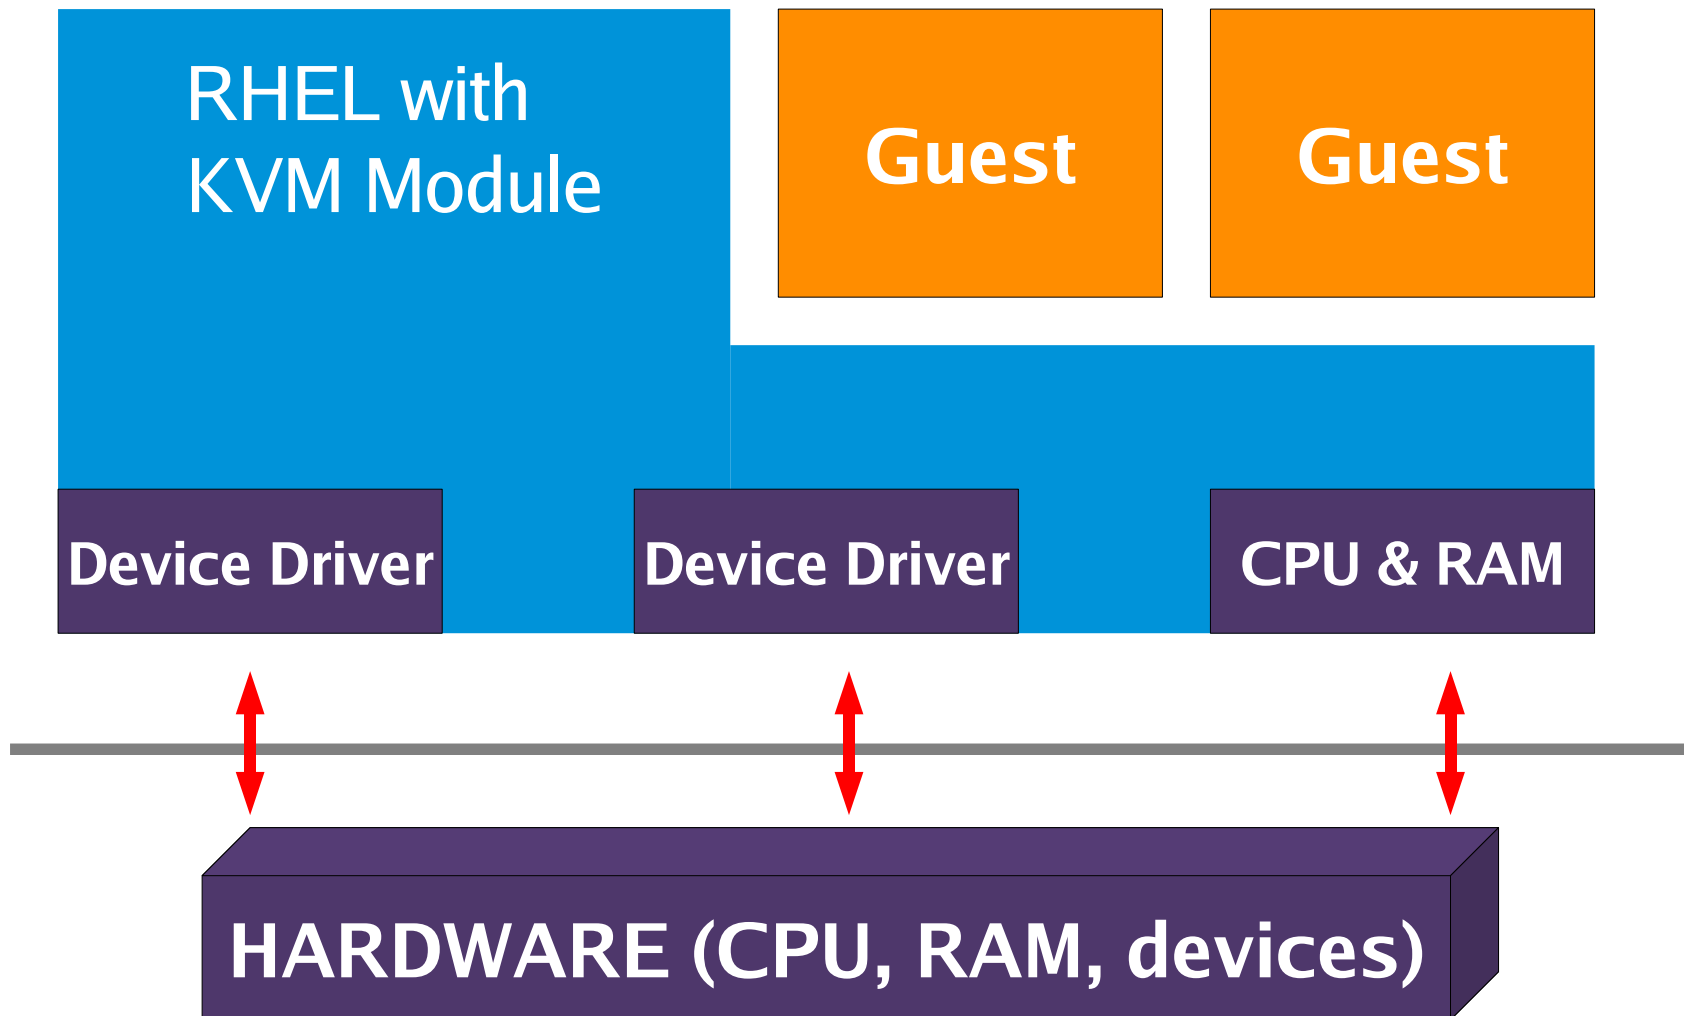 RHEL with
KVM Module
Guest
Guest
Device Driver
Device Driver
CPU & RAM
HARDWARE (CPU, RAM, devices)